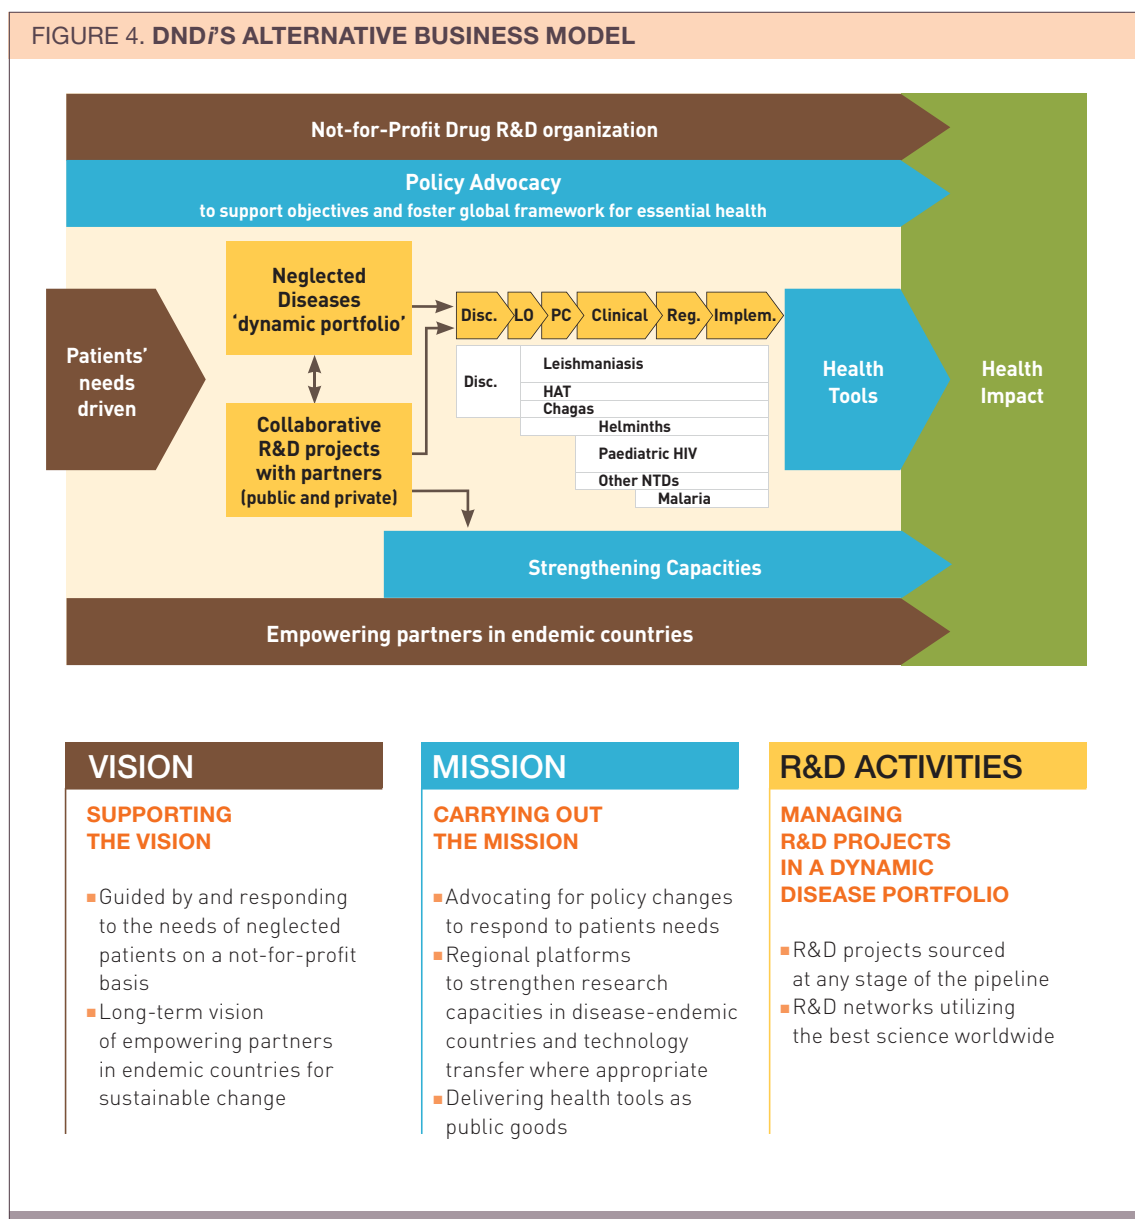 FIGURE 4. DNDi'S ALTERNATIVE BUSINESS MODEL
Not-for-Profit Drug R&D organization
Policy Advocacy
to support objectives and foster global framework for essential health
Patients'
needs
driven
Neglected
Diseases
‘dynamic portfolio’
Collaborative
R&D projects
with partners
(public and private)
Disc. LO PC Clinical Reg. Implem.
Disc.
Leishmaniasis
HAT
Chagas
Helminths
Paediatric HIV
Other NTDs
Malaria
Health
Tools
Health
Impact
Strengthening Capacities
Empowering partners in endemic countries
VISION
SUPPORTING
THE VISION
Guided by and responding
to the needs of neglected
patients on a not-for-profit
basis
Long-term vision
of empowering partners
in endemic countries for
sustainable change
MISSION
CARRYING OUT
THE MISSION
Advocating for policy changes
to respond to patients needs
Regional platforms
to strengthen research
capacities in disease-endemic
countries and technology
transfer where appropriate
Delivering health tools as
public goods
R&D ACTIVITIES
MANAGING
R&D PROJECTS
IN A DYNAMIC
DISEASE PORTFOLIO
R&D projects sourced
at any stage of the pipeline
R&D networks utilizing
the best science worldwide